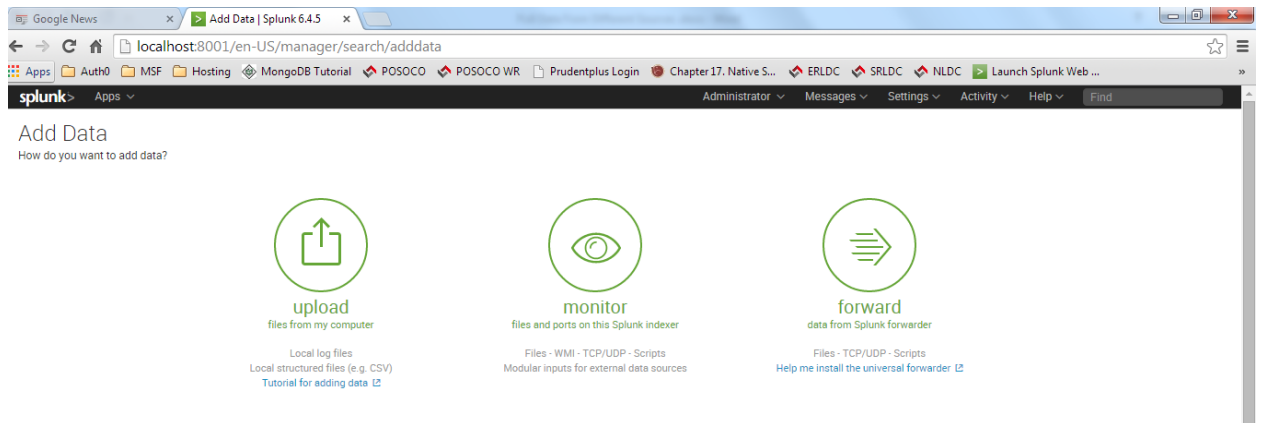 Google News
Add Data | Splunk 6.4.5
localhost:8001/en-US/manager/search/adddata
Apps Auth0 MSF Hosting MongoDB Tutorial POSOCO POSOCO WR Prudentplus Login Chapter 17. Native S... ERLDC SRLDC NLDC Launch Splunk Web ... »
splunk> Apps Administrator Messages Settings Activity Help Find
Add Data
How do you want to add data?
upload
files from my computer
Local log files
Local structured files (e.g. CSV)
Tutorial for adding data
monitor
files and ports on this Splunk indexer
Files - WMI - TCP/UDP - Scripts
Modular inputs for external data sources
forward
data from Splunk forwarder
Files - TCP/UDP - Scripts
Help me install the universal forwarder